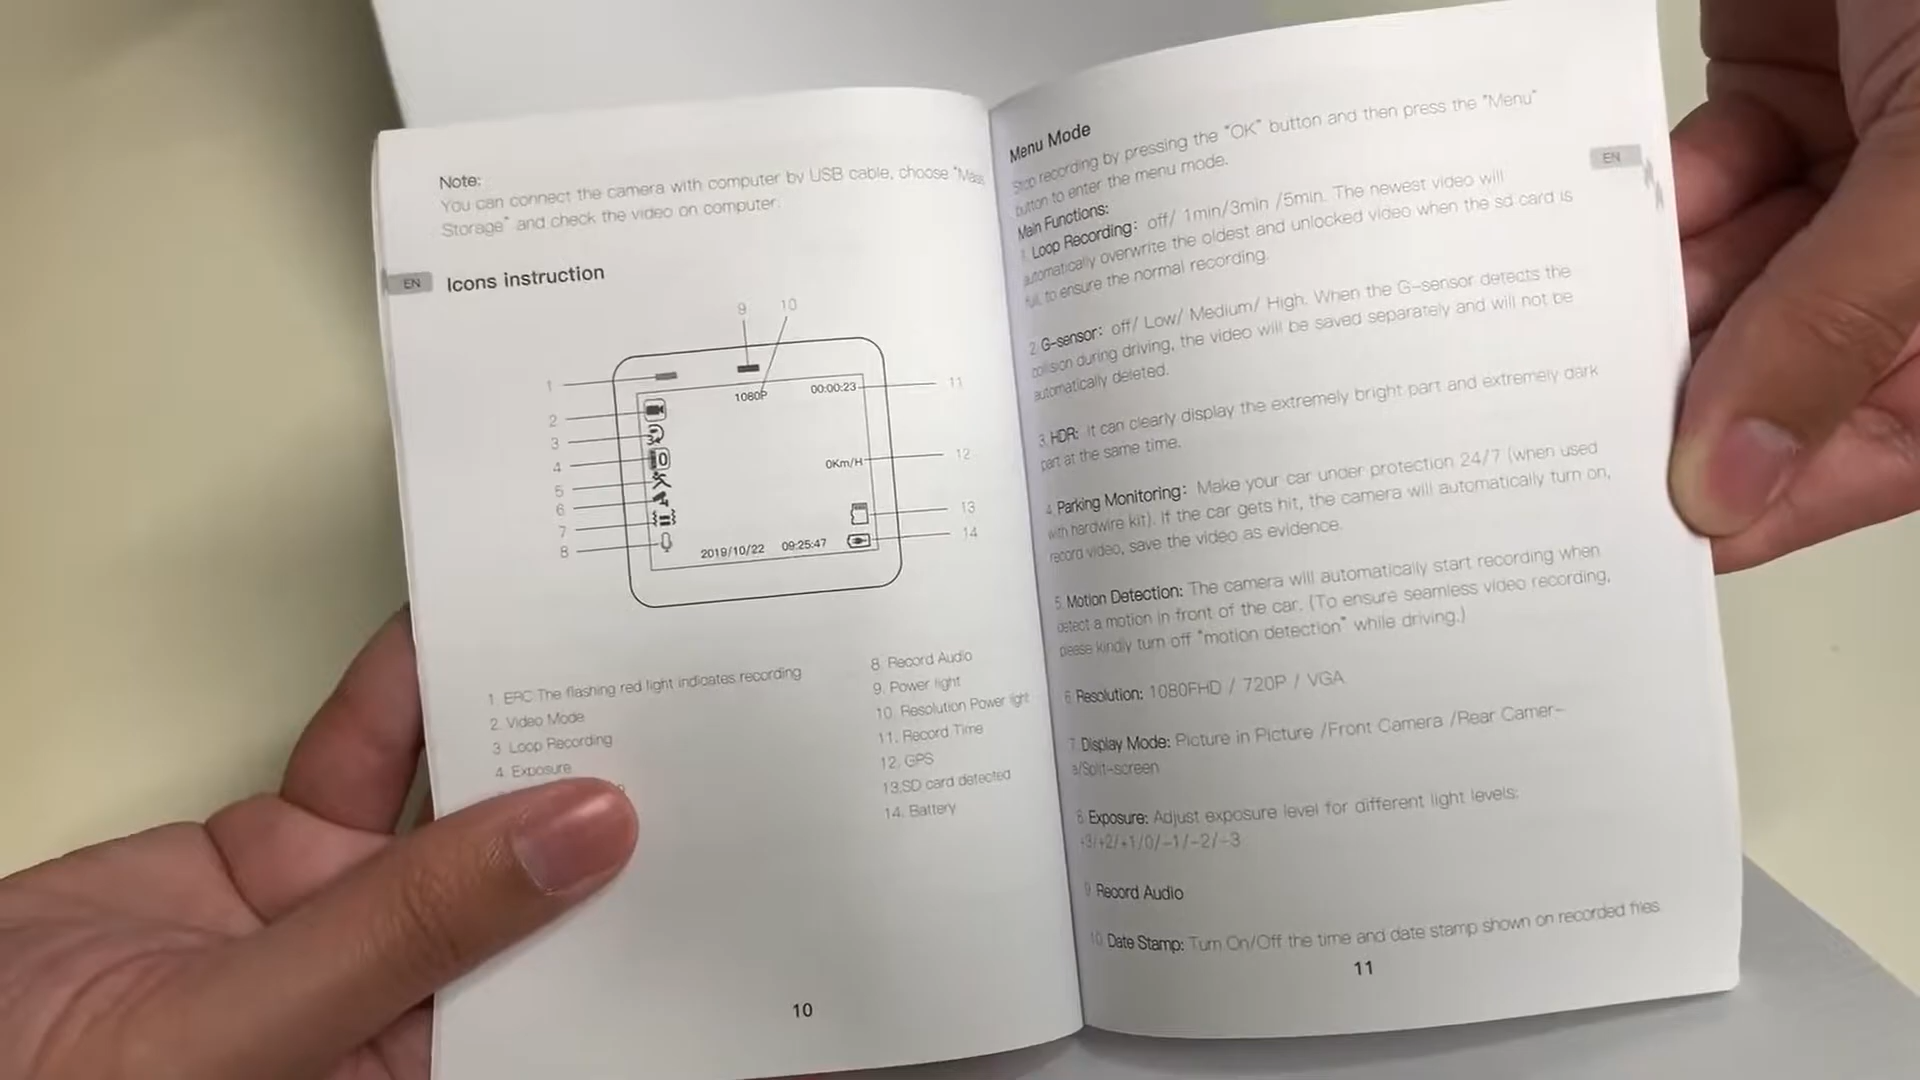 Note:
You can connect the camera with computer by USB cable, choose "Mass
Storage" and check the video on computer.
EN
Icons instruction
9 10
1
2
3
4
5
6
7
8
1080P
00:00:23
0Km/H
2019/10/22 09:25:47
11
12
13
14
1. ERC The flashing red light indicates recording
2. Video Mode
3. Loop Recording
4. Exposure
8. Record Audio
9. Power light
10. Resolution Power light
11. Record Time
12. GPS
13.SD card detected
14. Battery
10
Menu Mode
Stop recording by pressing the "OK" button and then press the "Menu"
button to enter the menu mode.
EN
Main Functions:
1. Loop Recording: off/ 1min/3min /5min. The newest video will
automatically overwrite the oldest and unlocked video when the sd card is
full, to ensure the normal recording.
2. G-sensor: off/ Low/ Medium/ High. When the G-sensor detects the
collision during driving, the video will be saved separately and will not be
automatically deleted.
3. HDR: it can clearly display the extremely bright part and extremely dark
part at the same time.
4. Parking Monitoring: Make your car under protection 24/7 (when used
with hardwire kit). If the car gets hit, the camera will automatically turn on,
record video, save the video as evidence.
5. Motion Detection: The camera will automatically start recording when
detect a motion in front of the car. (To ensure seamless video recording,
please kindly turn off "motion detection" while driving.)
6. Resolution: 1080FHD / 720P / VGA
7. Display Mode: Picture in Picture /Front Camera /Rear Camer-
a/Split-screen
8. Exposure: Adjust exposure level for different light levels:
+3/+2/+1/0/-1/-2/-3
9. Record Audio
10. Date Stamp: Turn On/Off the time and date stamp shown on recorded files
11